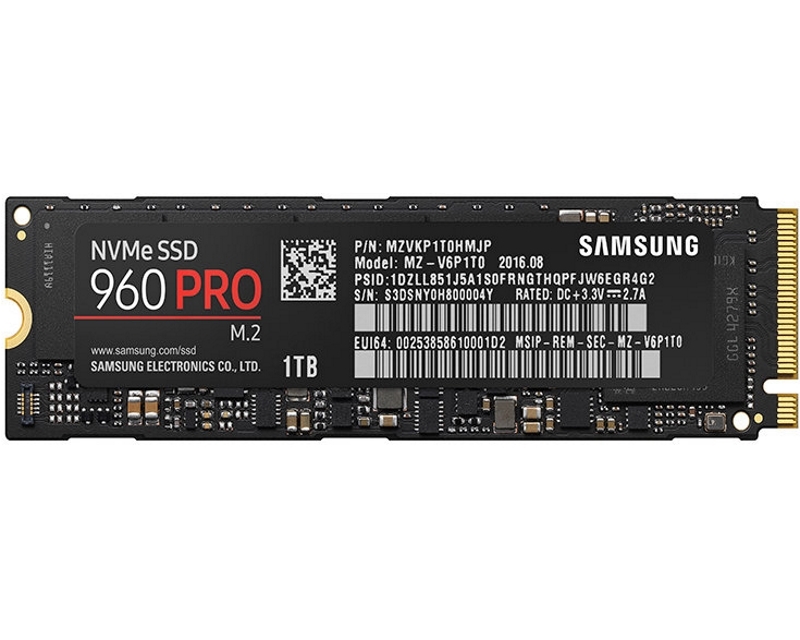 NVMe SSD
960 PRO
M.2
www.samsung.com/ssd
SAMSUNG ELECTRONICS CO., LTD.
1TB
P/N: MZVKP1T0HMJP
Model: MZ-V6P1T0 2016.08
SAMSUNG
PSID:1DZLL851J5A1S0FRNGTHQPFJW6EGR4G2
S/N: S3DSNY0H800004Y RATED: DC+3.3V⎓2.7A
EUI64: 00253858610001D2 MSIP-REM-SEC-MZ-V6P1T0